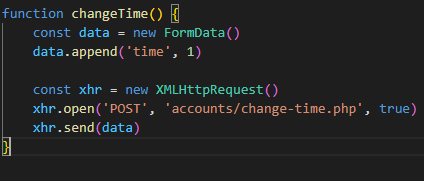 function changeTime() {
    const data = new FormData()
    data.append('time', 1)

    const xhr = new XMLHttpRequest()
    xhr.open('POST', 'accounts/change-time.php', true)
    xhr.send(data)
}